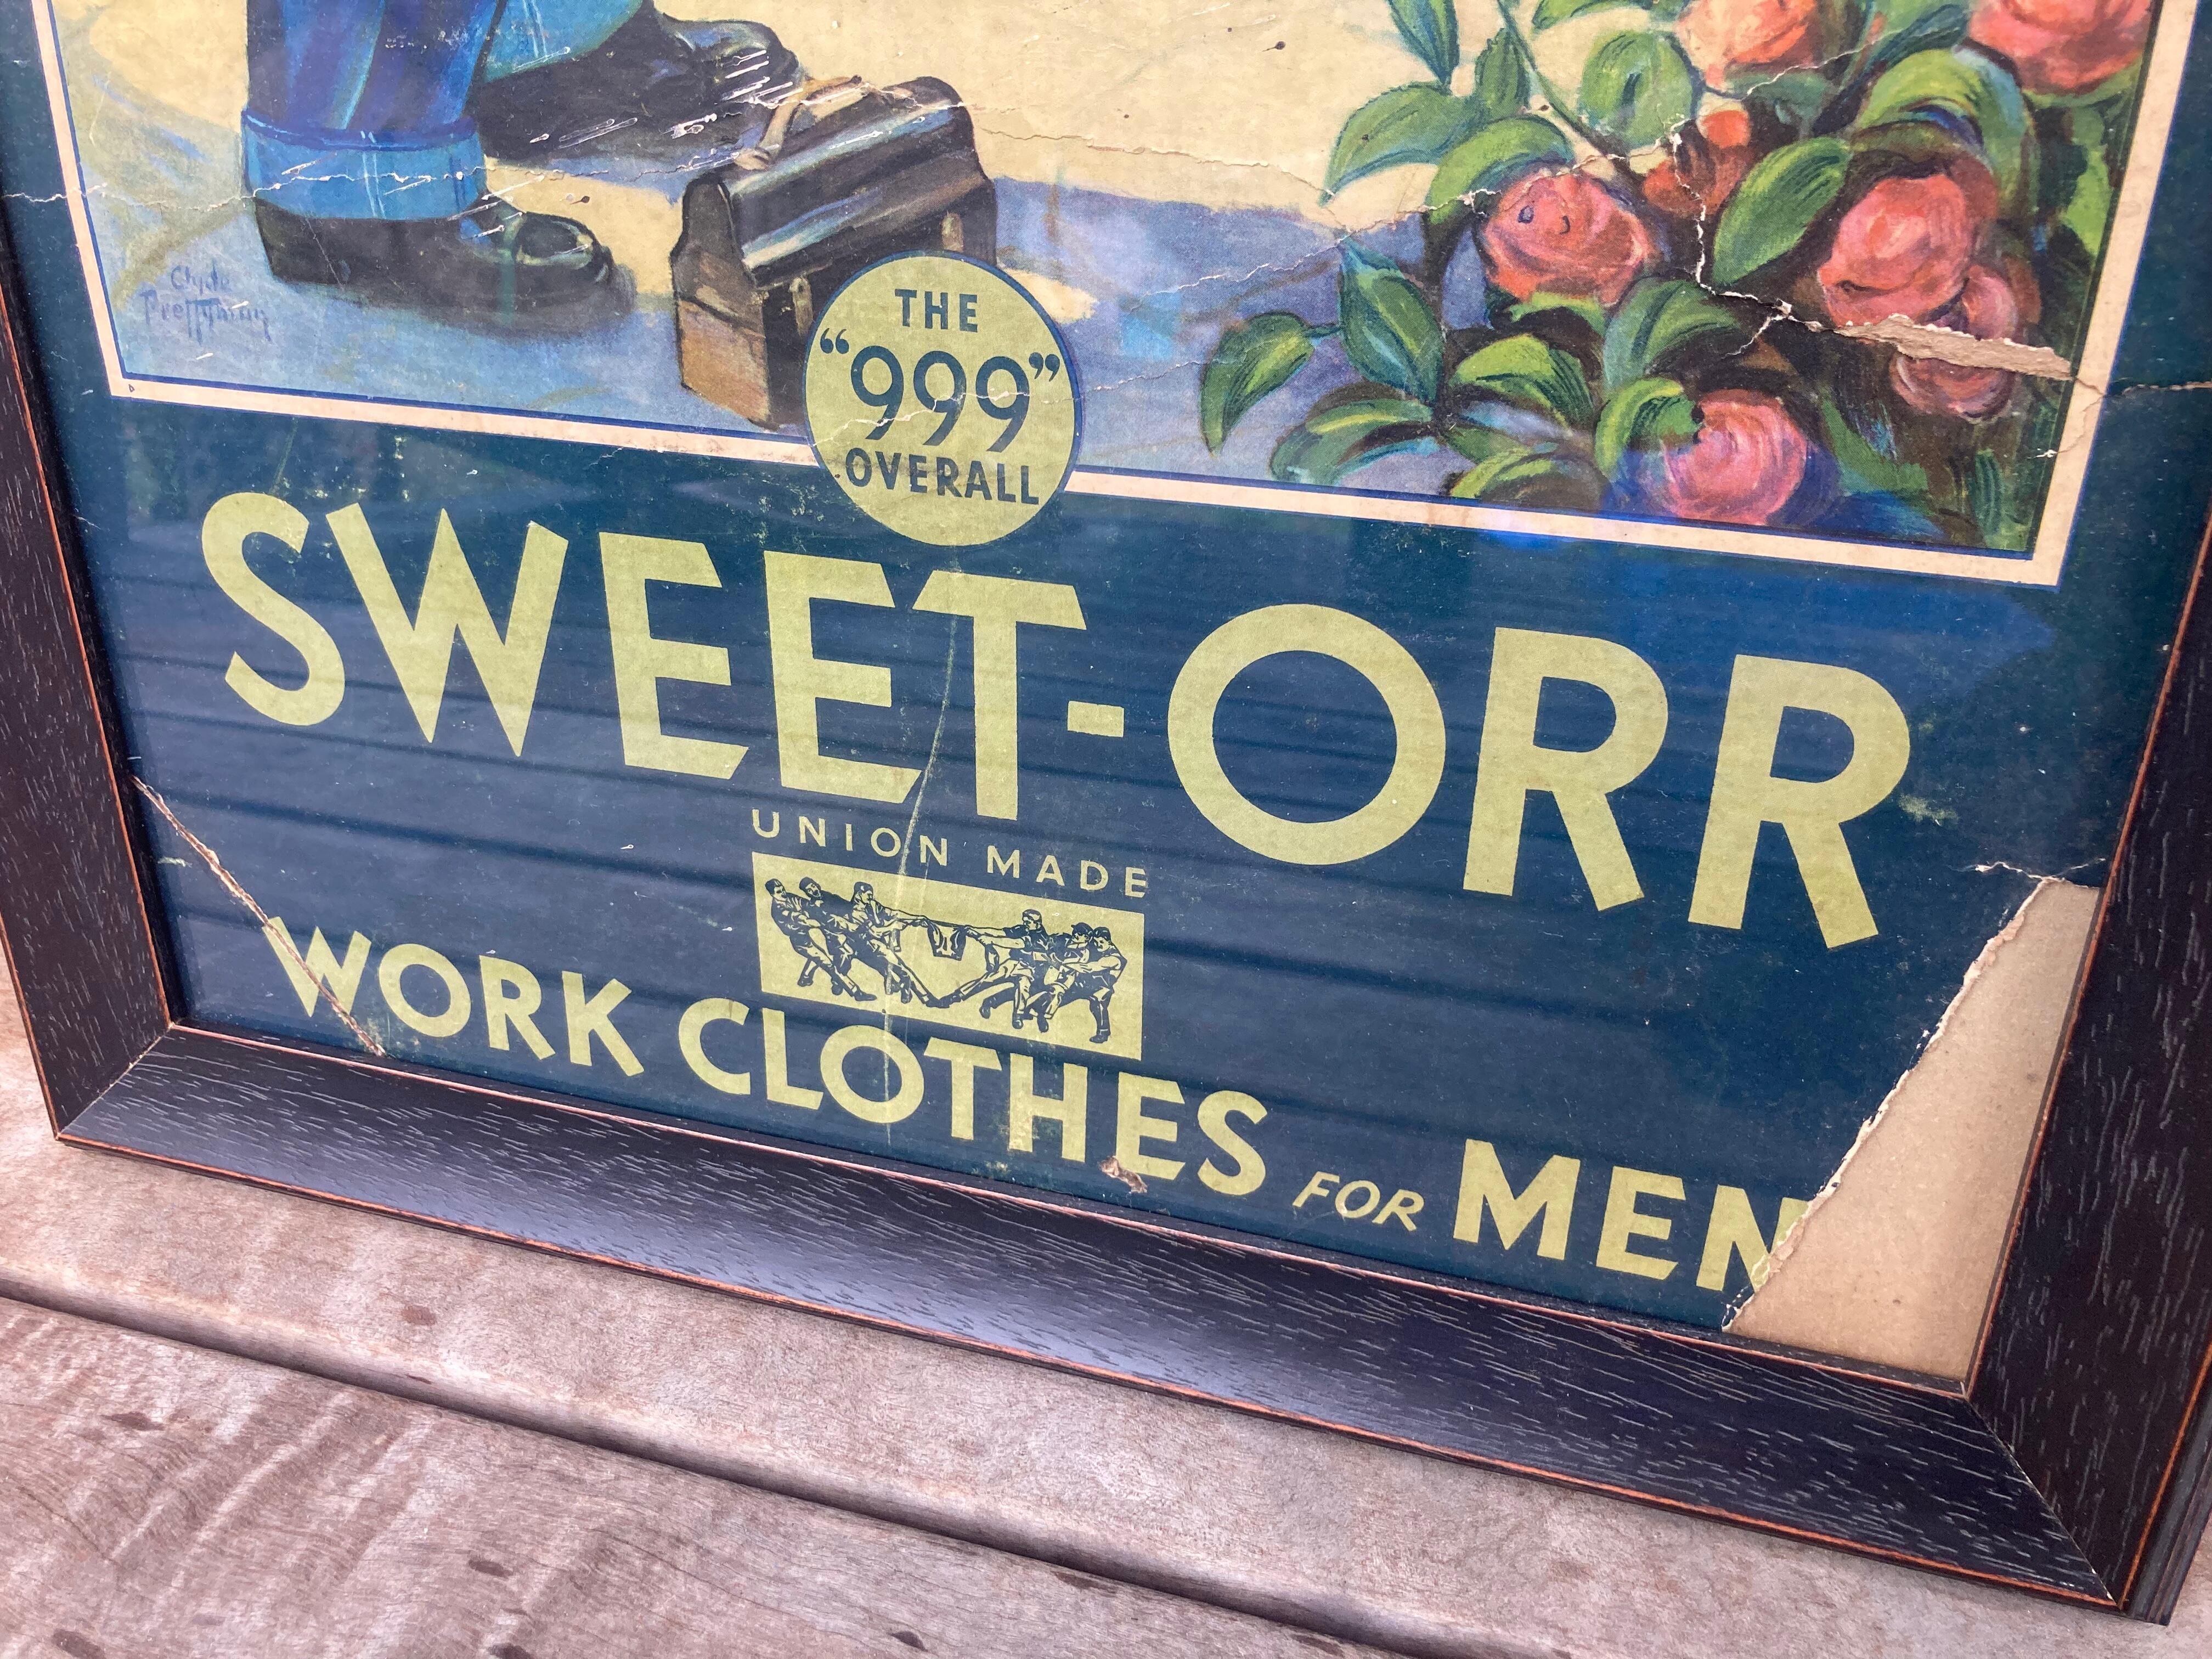 Clyde
Prettyman
THE
"999"
OVERALL
SWEET-ORR
UNION MADE
WORK CLOTHES FOR MEN